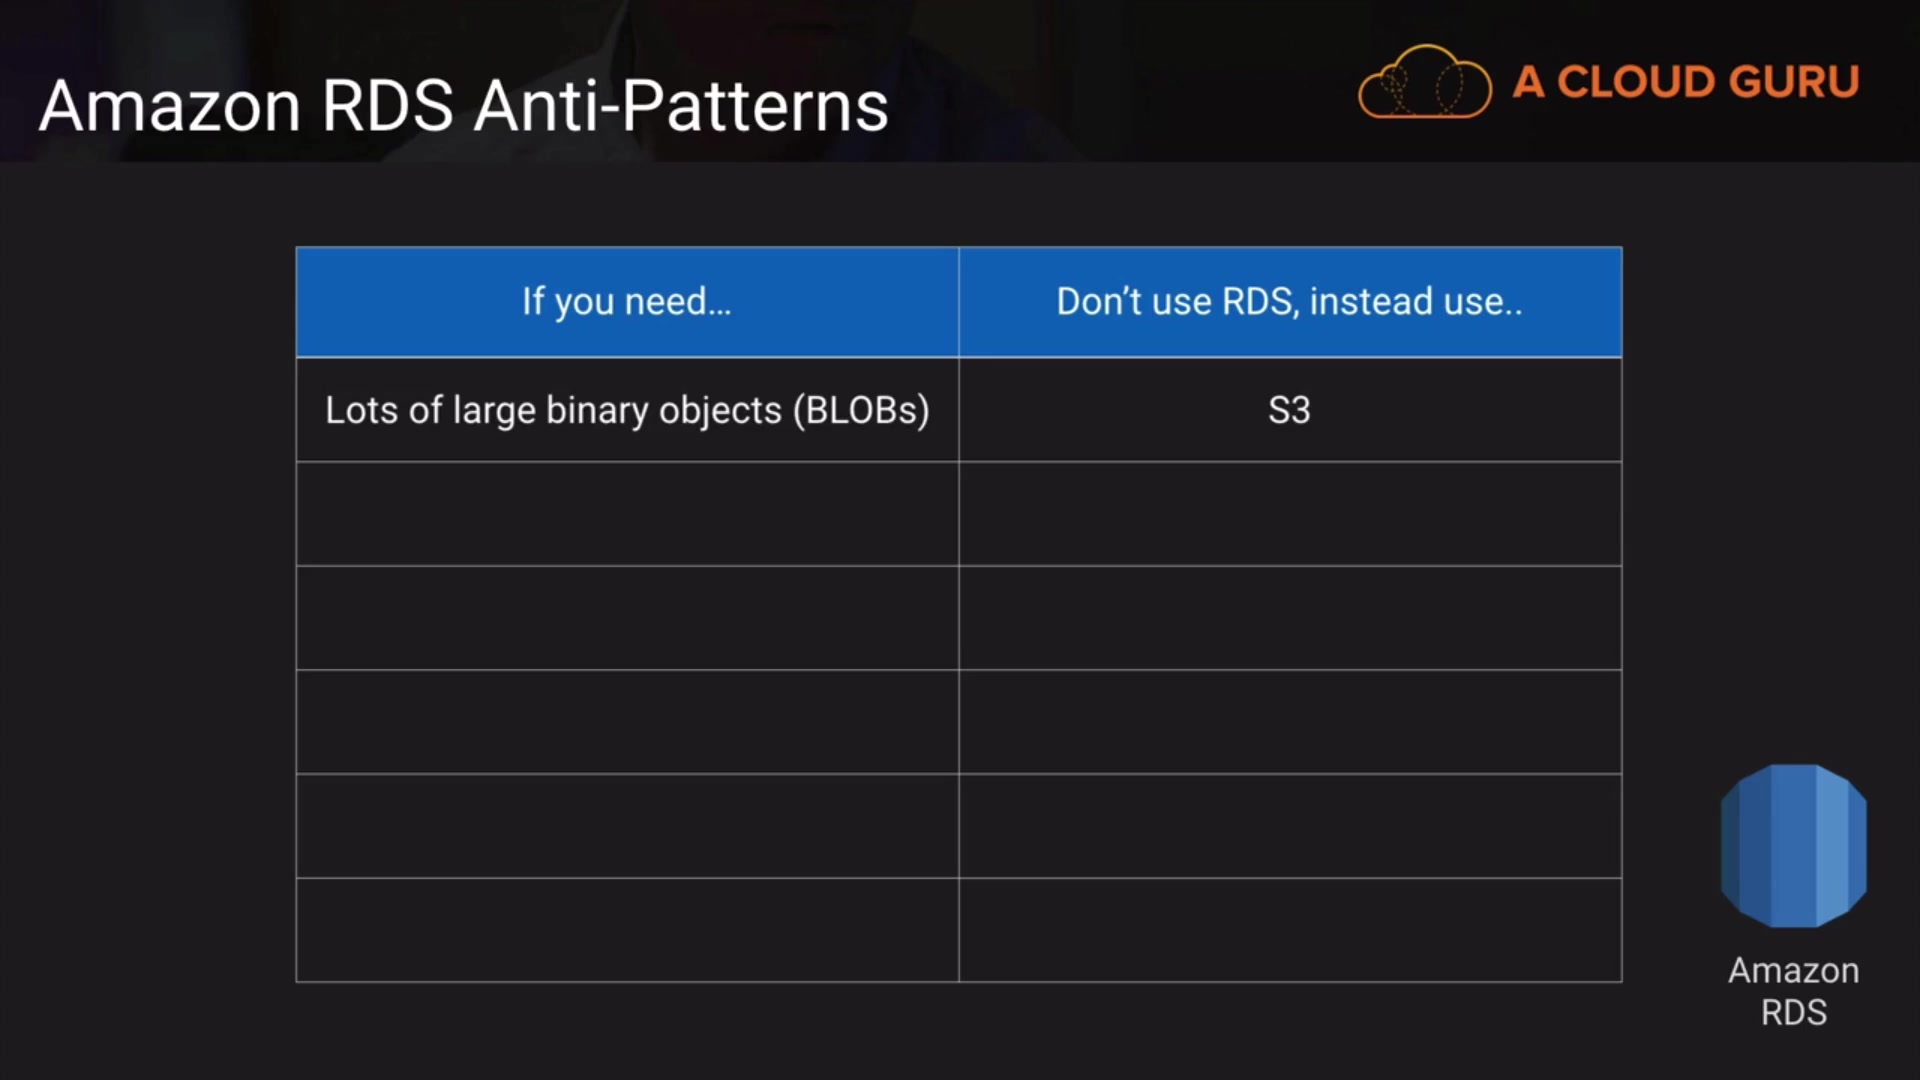 Amazon RDS Anti-Patterns
A CLOUD GURU
If you need...
Don’t use RDS, instead use..
Lots of large binary objects (BLOBs)
S3
Amazon
RDS